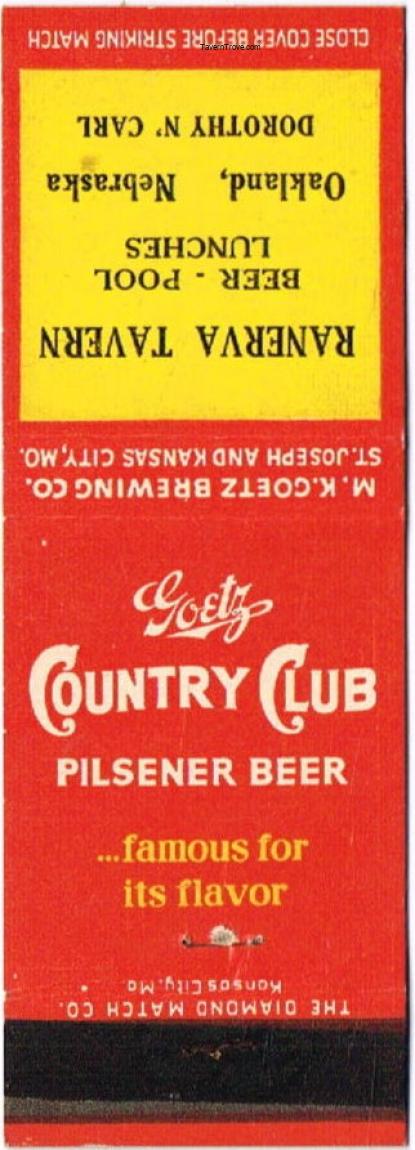 CLOSE COVER BEFORE STRIKING MATCH
TavernTrove.com
RANERVA TAVERN
BEER - POOL
LUNCHES
Oakland, Nebraska
DOROTHY N' CARL
M.K.GOETZ BREWING CO.
ST.JOSEPH AND KANSAS CITY, MO.
Goetz
COUNTRY CLUB
PILSENER BEER
...famous for
its flavor
THE DIAMOND MATCH CO.
Kansas City, Mo.